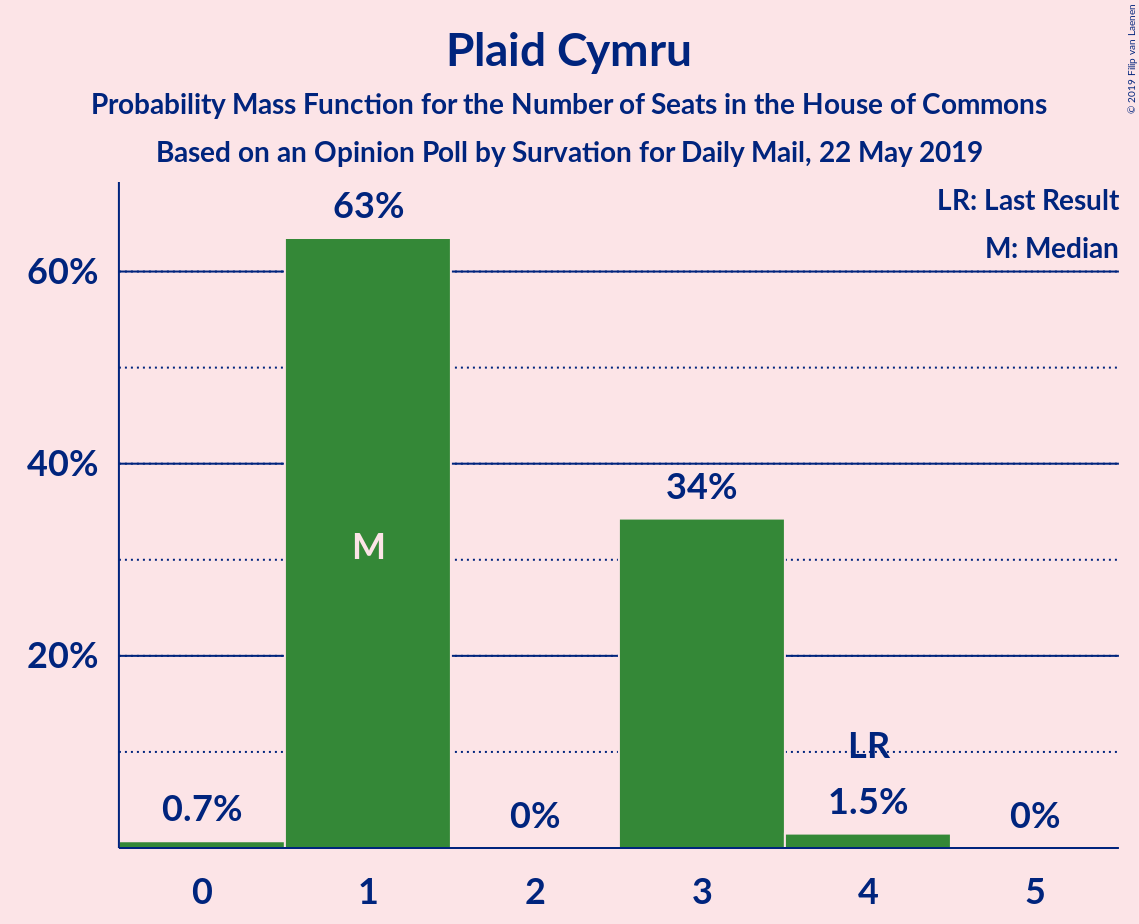 Plaid Cymru
Probability Mass Function for the Number of Seats in the House of Commons
Based on an Opinion Poll by Survation for Daily Mail, 22 May 2019
© 2019 Filip van Laenen
LR: Last Result
M: Median
60%
40%
20%
0.7%
63%
M
0%
34%
LR
1.5%
0%
0 1 2 3 4 5